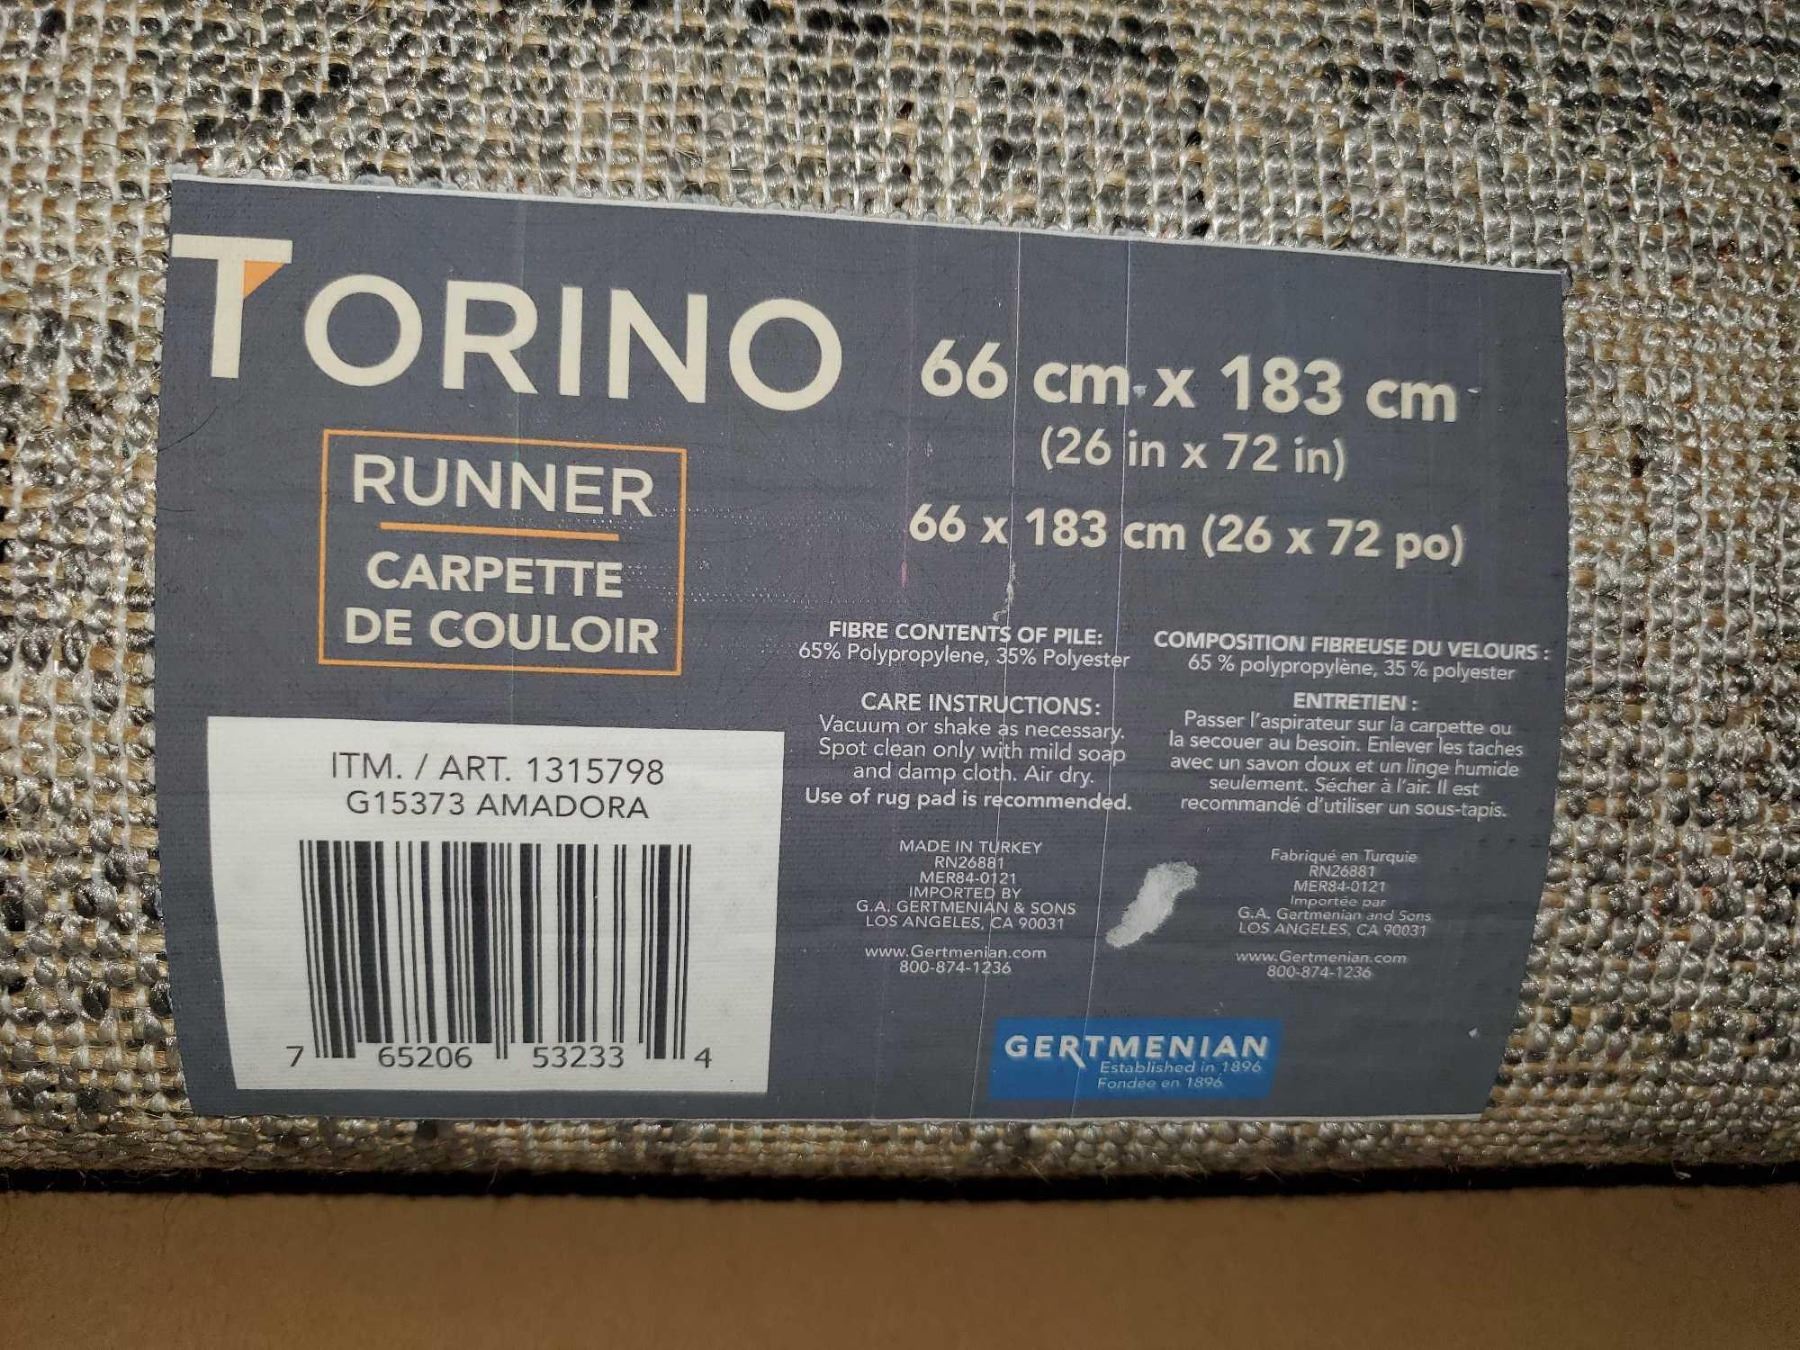 TORINO
RUNNER
CARPETTE
DE COULOIR
66 cm x 183 cm
(26 in x 72 in)
66 x 183 cm (26 x 72 po)
FIBRE CONTENTS OF PILE:
65% Polypropylene, 35% Polyester
CARE INSTRUCTIONS:
Vacuum or shake as necessary.
Spot clean only with mild soap
and damp cloth. Air dry.
Use of rug pad is recommended.
MADE IN TURKEY
RN26881
MER84-0121
IMPORTED BY
G.A. GERTMENIAN & SONS
LOS ANGELES, CA 90031
www.Gertmenian.com
800-874-1236
COMPOSITION FIBREUSE DU VELOURS :
65 % polypropylène, 35 % polyester
ENTRETIEN :
Passer l'aspirateur sur la carpette ou
la secouer au besoin. Enlever les taches
avec un savon doux et un linge humide
seulement. Sécher à l'air. Il est
recommandé d'utiliser un sous-tapis.
Fabriqué en Turquie
RN26881
MER84-0121
Importée par
G.A. Gertmenian and Sons
LOS ANGELES, CA 90031
www.Gertmenian.com
800-874-1236
ITM. / ART. 1315798
G15373 AMADORA
7 65206 53233 4
GERTMENIAN
Established in 1896
Fondée en 1896